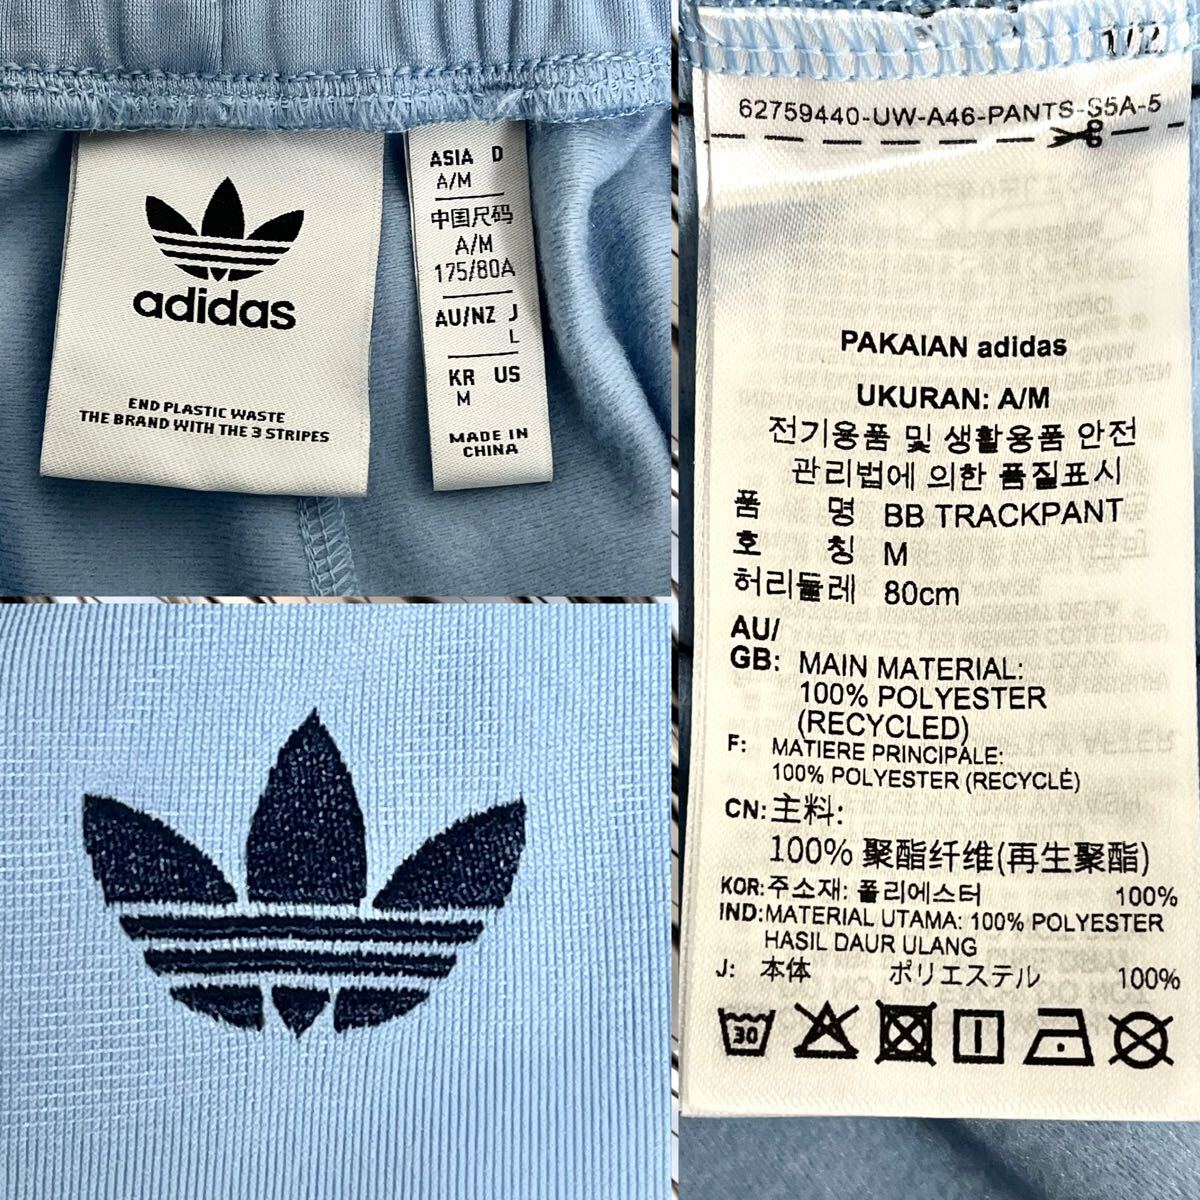 adidas
END PLASTIC WASTE
THE BRAND WITH THE 3 STRIPES
ASIA D
A/M
中国尺码
A/M
175/80A
AU/NZ J
L
KR US
M
MADE IN
CHINA
62759440-UW-A46-PANTS-S5A-5
PAKAIAN adidas
UKURAN: A/M
전기용품 및 생활용품 안전
관리법에 의한 품질표시
품 명 BB TRACKPANT
호 칭 M
허리둘레 80cm
AU/
GB: MAIN MATERIAL:
100% POLYESTER
(RECYCLED)
F: MATIERE PRINCIPALE:
100% POLYESTER (RECYCLÉ)
CN: 主料:
100% 聚酯纤维(再生聚酯)
KOR: 주소재: 폴리에스터 100%
IND: MATERIAL UTAMA: 100% POLYESTER
HASIL DAUR ULANG
J: 本体 ポリエステル 100%
30